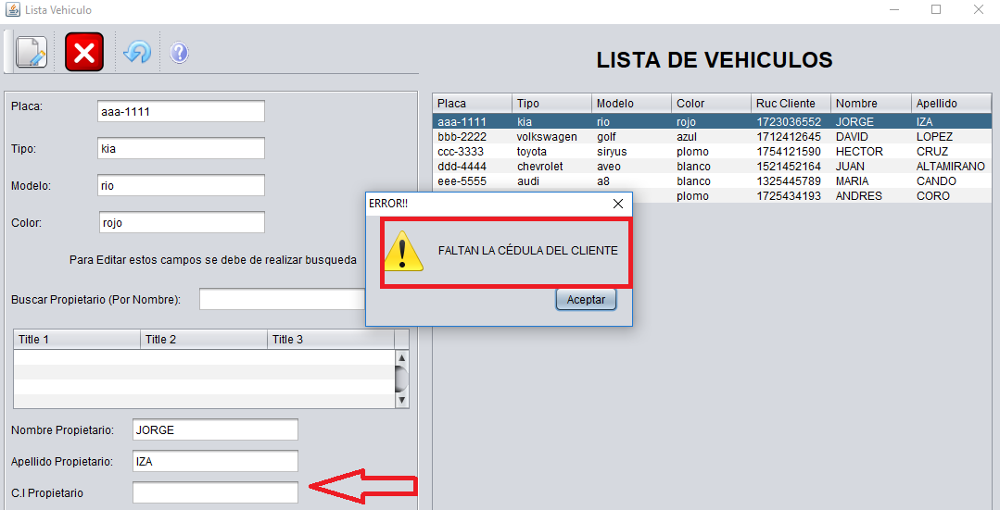 Lista Vehiculo
LISTA DE VEHICULOS
Placa: aaa-1111
Tipo: kia
Modelo: rio
Color: rojo
Para Editar estos campos se debe de realizar busqueda
Buscar Propietario (Por Nombre):
Title 1 Title 2 Title 3
Nombre Propietario: JORGE
Apellido Propietario: IZA
C.I Propietario
Placa Tipo Modelo Color Ruc Cliente Nombre Apellido
aaa-1111 kia rio rojo 1723036552 JORGE IZA
bbb-2222 volkswagen golf azul 1712412645 DAVID LOPEZ
ccc-3333 toyota siryus plomo 1754121590 HECTOR CRUZ
ddd-4444 chevrolet aveo blanco 1521452164 JUAN ALTAMIRANO
eee-5555 audi a8 blanco 1325445789 MARIA CANDO
plomo 1725434193 ANDRES CORO
ERROR!!
FALTAN LA CÉDULA DEL CLIENTE
Aceptar